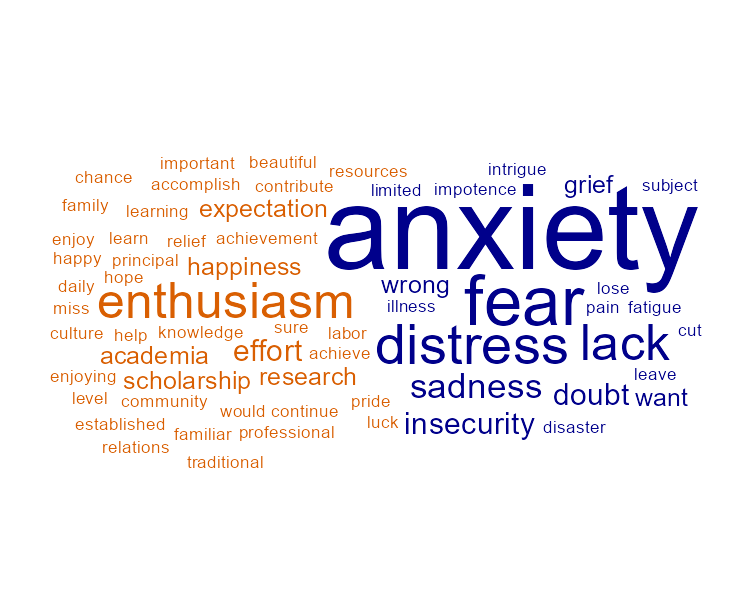 important
beautiful
resources
intrigue
chance
accomplish
contribute
limited
impotence
grief
subject
family
learning
expectation
anxiety
enjoy
learn
relief
achievement
happy
principal
happiness
daily
hope
wrong
lose
miss
enthusiasm
illness
fear
pain
fatigue
culture
help
knowledge
sure
labor
cut
academia
effort
achieve
distress
lack
enjoying
scholarship
research
sadness
leave
level
community
pride
doubt
want
would
continue
established
familiar
professional
luck
insecurity
disaster
relations
traditional